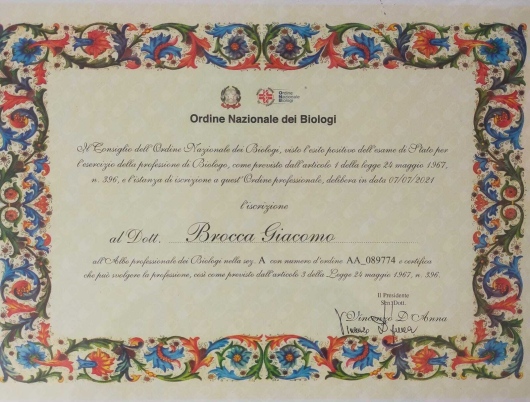 Ordine
Nazionale
Biologi
Ordine Nazionale dei Biologi
Il Consiglio dell'Ordine Nazionale dei Biologi, visto l'esito positivo dell'esame di Stato per
l'esercizio della professione di Biologo, come previsto dall'articolo 1 della legge 24 maggio 1967,
n. 396, e l'istanza di iscrizione a quest'Ordine professionale, delibera in data 07/07/2021
l'iscrizione
al Dott. Brocca Giacomo
all'Albo professionale dei Biologi nella sez. A con numero d'ordine AA_089774 e certifica
che può svolgere la professione, così come previsto dall'articolo 3 della Legge 24 maggio 1967, n. 396.
Il Presidente
Sen. Dott.
Vincenzo D'Anna
Vincenzo D'Anna